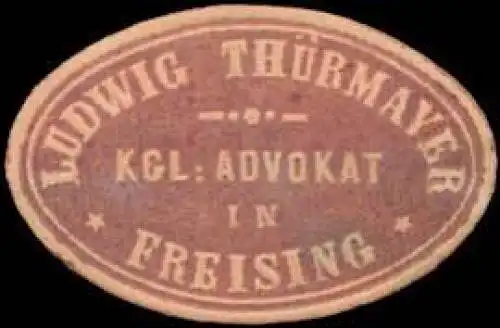 LUDWIG THÜRMAYER
KGL: ADVOKAT
IN
FREISING